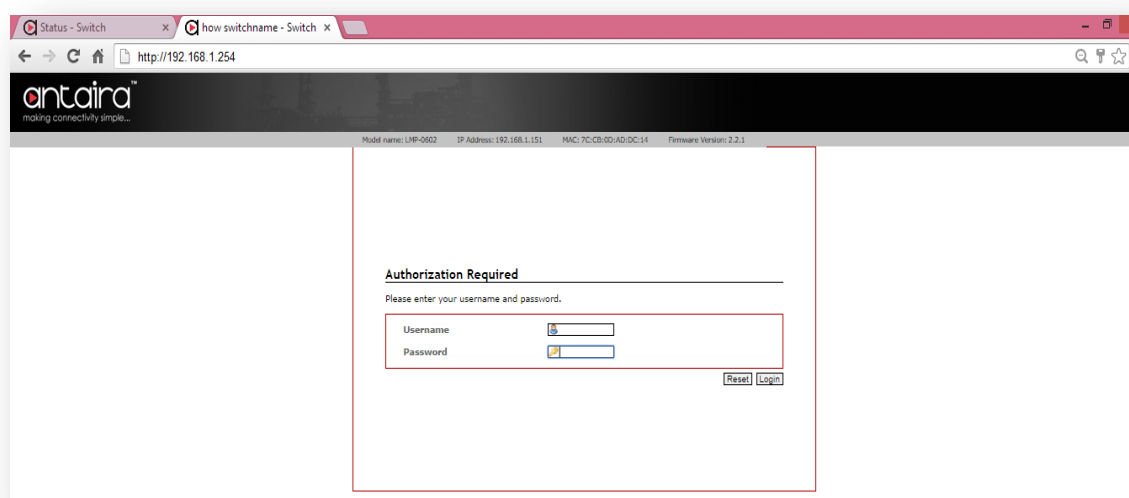 Status - Switch × how switchname - Switch ×
http://192.168.1.254
antaira™
making connectivity simple...
Model name: LMP-0602 IP Address: 192.168.1.151 MAC: 7C:CB:0D:AD:DC:14 Firmware Version: 2.2.1
Authorization Required
Please enter your username and password.
Username
Password
Reset Login